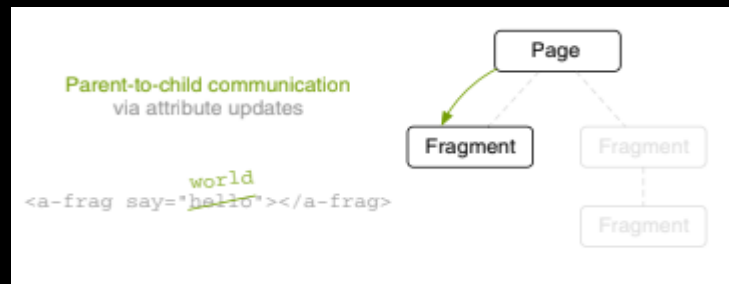 Page
Parent-to-child communication
via attribute updates
Fragment
Fragment
world
<a-frag say="hello"></a-frag>
Fragment